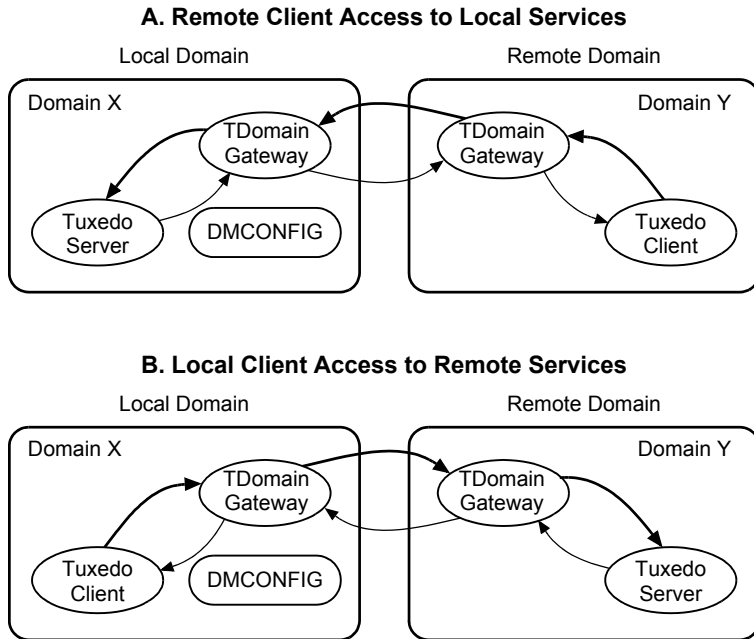 A. Remote Client Access to Local Services
Local Domain
Remote Domain
Domain X
Domain Y
TDomain
Gateway
TDomain
Gateway
Tuxedo
Server
DMCONFIG
Tuxedo
Client
B. Local Client Access to Remote Services
Local Domain
Remote Domain
Domain X
Domain Y
TDomain
Gateway
TDomain
Gateway
Tuxedo
Client
DMCONFIG
Tuxedo
Server